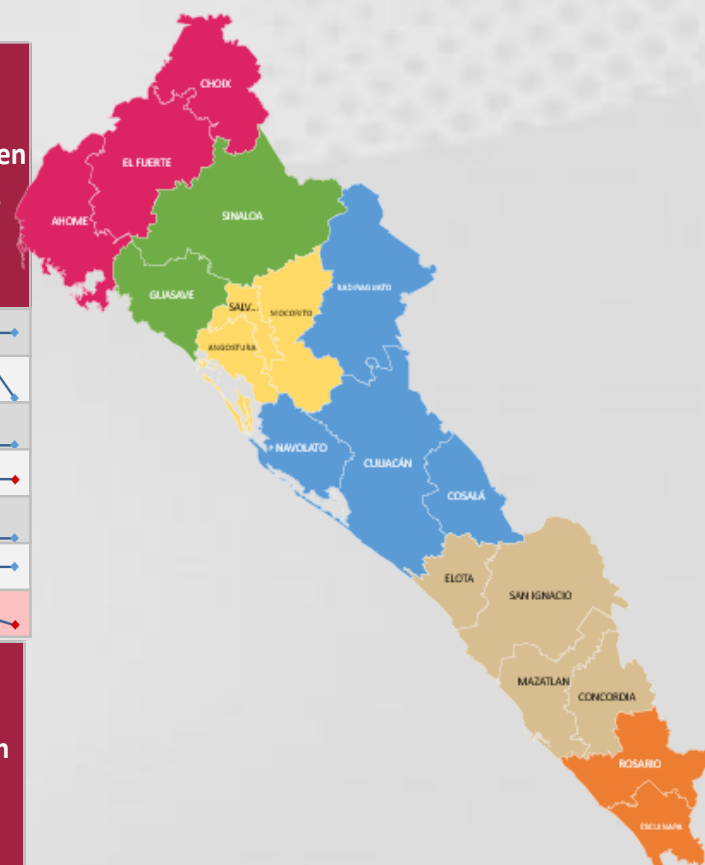 CHOIX
en
EL FUERTE
SINALOA
AHOME
BADIRAGUATO
GUASAVE
SALV...
MOCORITO
ANGOSTURA
NAVOLATO
CULIACÁN
COSALÁ
ELOTA
SAN IGNACIO
MAZATLAN
CONCORDIA
n
ROSARIO
ESCUINAPA